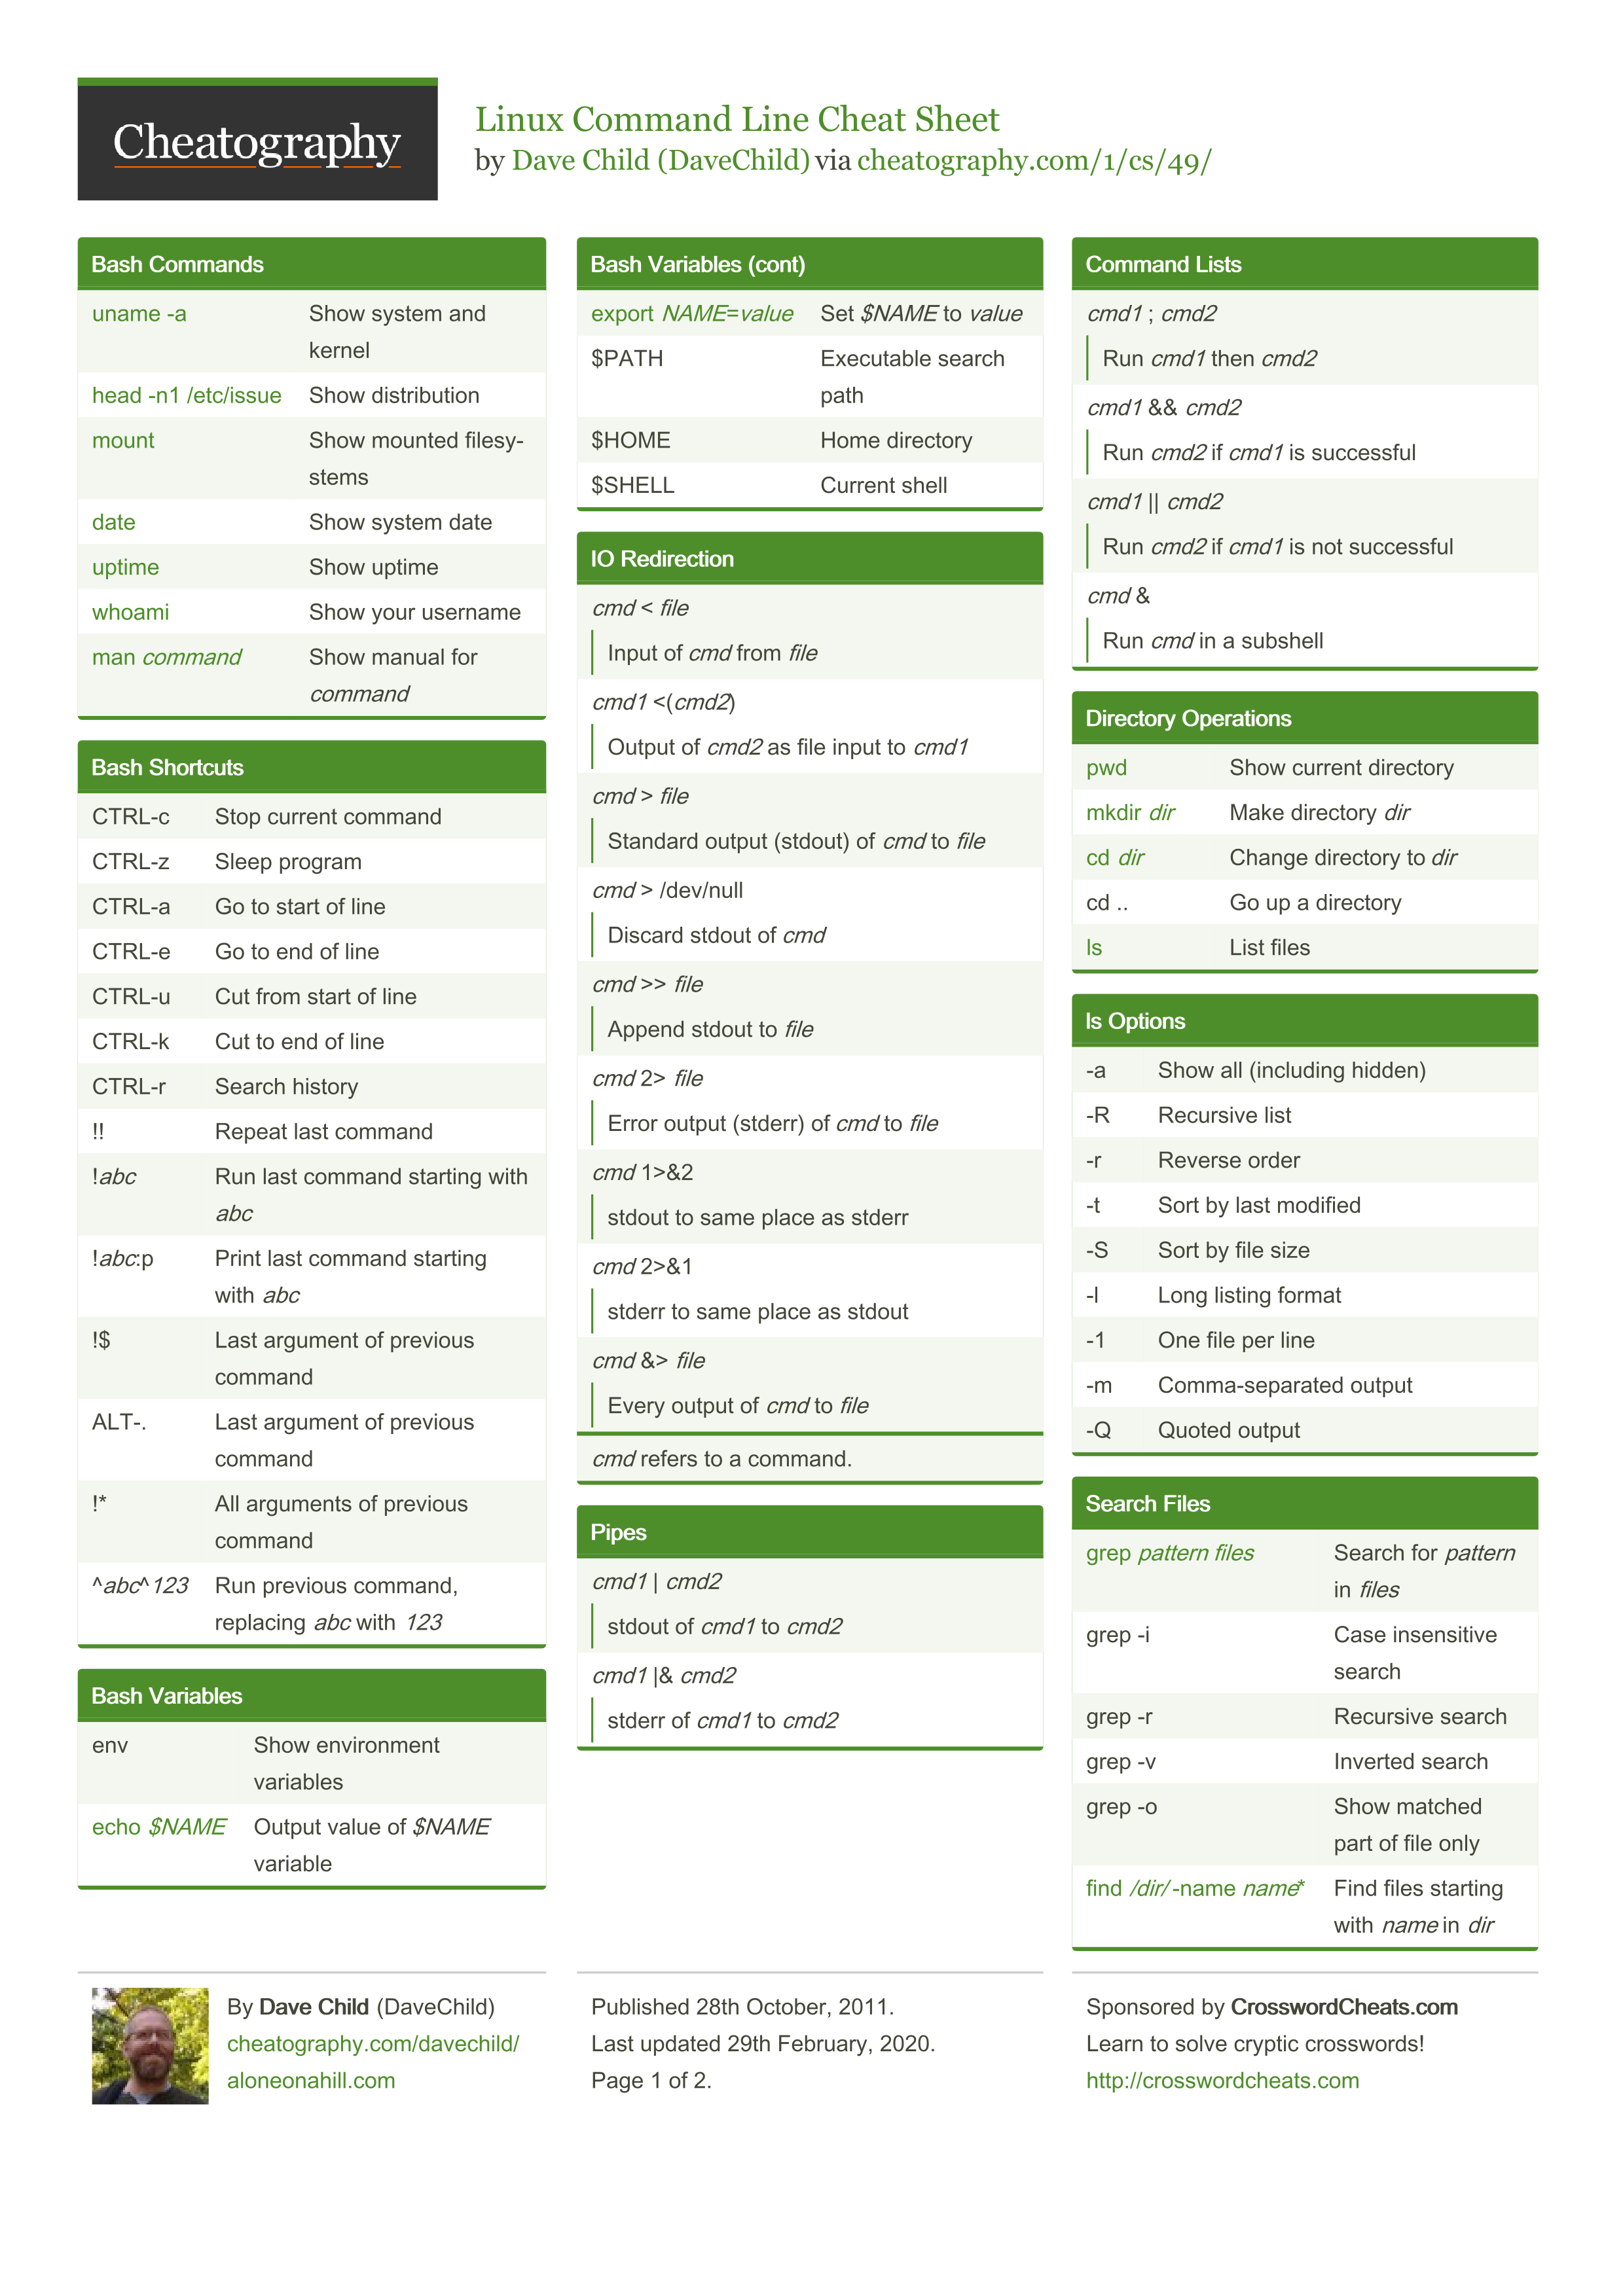 Cheatography
Linux Command Line Cheat Sheet
by Dave Child (DaveChild) via cheatography.com/1/cs/49/
Bash Commands
uname -a Show system and
kernel
head -n1 /etc/issue Show distribution
mount Show mounted filesy-
stems
date Show system date
uptime Show uptime
whoami Show your username
man command Show manual for
command
Bash Shortcuts
CTRL-c Stop current command
CTRL-z Sleep program
CTRL-a Go to start of line
CTRL-e Go to end of line
CTRL-u Cut from start of line
CTRL-k Cut to end of line
CTRL-r Search history
!! Repeat last command
!abc Run last command starting with
abc
!abc:p Print last command starting
with abc
!$ Last argument of previous
command
ALT-. Last argument of previous
command
!* All arguments of previous
command
^abc^123 Run previous command,
replacing abc with 123
Bash Variables
env Show environment
variables
echo $NAME Output value of $NAME
variable
Bash Variables (cont)
export NAME=value Set $NAME to value
$PATH Executable search
path
$HOME Home directory
$SHELL Current shell
IO Redirection
cmd < file
Input of cmd from file
cmd1 <(cmd2)
Output of cmd2 as file input to cmd1
cmd > file
Standard output (stdout) of cmd to file
cmd > /dev/null
Discard stdout of cmd
cmd >> file
Append stdout to file
cmd 2> file
Error output (stderr) of cmd to file
cmd 1>&2
stdout to same place as stderr
cmd 2>&1
stderr to same place as stdout
cmd &> file
Every output of cmd to file
cmd refers to a command.
Pipes
cmd1 | cmd2
stdout of cmd1 to cmd2
cmd1 |& cmd2
stderr of cmd1 to cmd2
Command Lists
cmd1 ; cmd2
Run cmd1 then cmd2
cmd1 && cmd2
Run cmd2 if cmd1 is successful
cmd1 || cmd2
Run cmd2 if cmd1 is not successful
cmd &
Run cmd in a subshell
Directory Operations
pwd Show current directory
mkdir dir Make directory dir
cd dir Change directory to dir
cd .. Go up a directory
ls List files
ls Options
-a Show all (including hidden)
-R Recursive list
-r Reverse order
-t Sort by last modified
-S Sort by file size
-l Long listing format
-1 One file per line
-m Comma-separated output
-Q Quoted output
Search Files
grep pattern files Search for pattern
in files
grep -i Case insensitive
search
grep -r Recursive search
grep -v Inverted search
grep -o Show matched
part of file only
find /dir/ -name name* Find files starting
with name in dir
By Dave Child (DaveChild)
cheatography.com/davechild/
aloneonahill.com
Published 28th October, 2011.
Last updated 29th February, 2020.
Page 1 of 2.
Sponsored by CrosswordCheats.com
Learn to solve cryptic crosswords!
http://crosswordcheats.com